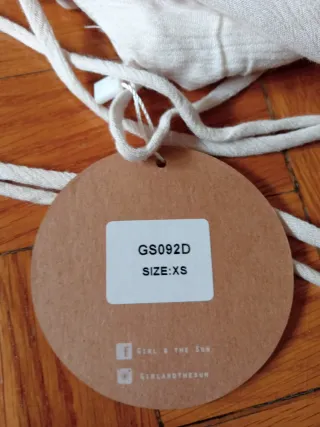 GS092D
SIZE:XS
Girl & the Sun
Girlandthesun